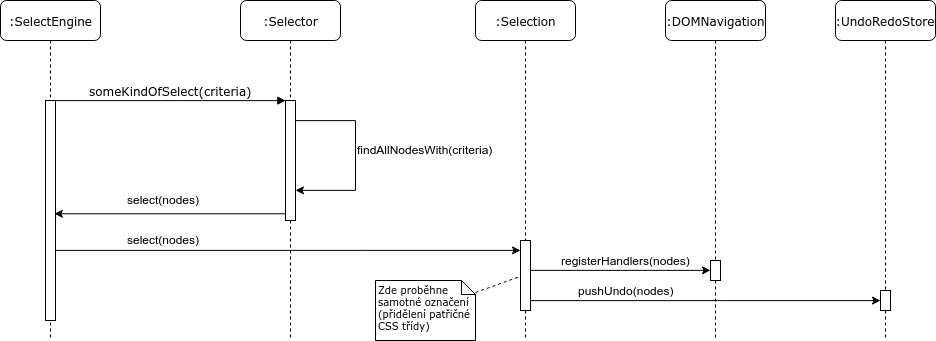 :SelectEngine
:Selector
:Selection
:DOMNavigation
:UndoRedoStore
someKindOfSelect(criteria)
findAllNodesWith(criteria)
select(nodes)
select(nodes)
registerHandlers(nodes)
pushUndo(nodes)
Zde proběhne
samotné označení
(přidělení patřičné
CSS třídy)